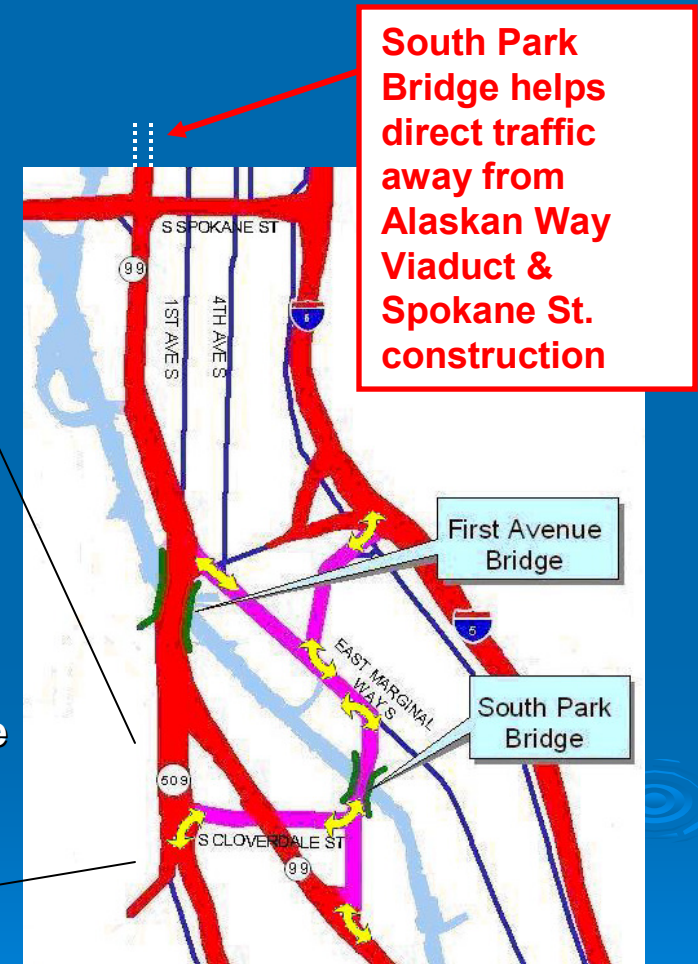 South Park
Bridge helps
direct traffic
away from
Alaskan Way
Viaduct &
Spokane St.
construction
S SPOKANE ST
99
1ST AVE S
4TH AVE S
5
First Avenue
Bridge
5
EAST MARGINAL
WAY S
South Park
Bridge
e
509
S CLOVERDALE ST
99